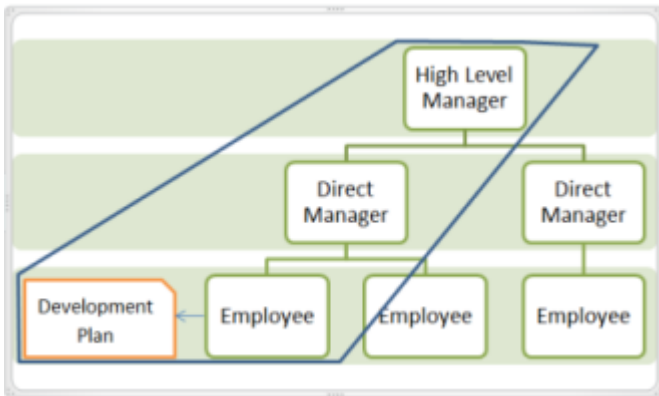 High Level
Manager
Direct
Manager
Direct
Manager
Development
Plan
Employee
Employee
Employee